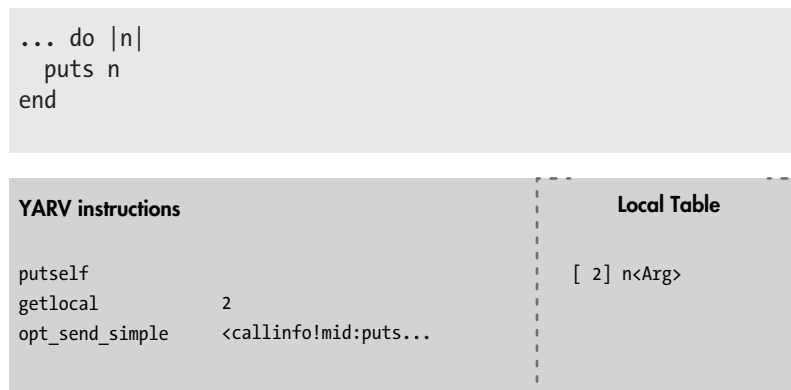 ... do |n|
  puts n
end
YARV instructions
Local Table
putself
[ 2] n<Arg>
getlocal 2
opt_send_simple <callinfo!mid:puts...